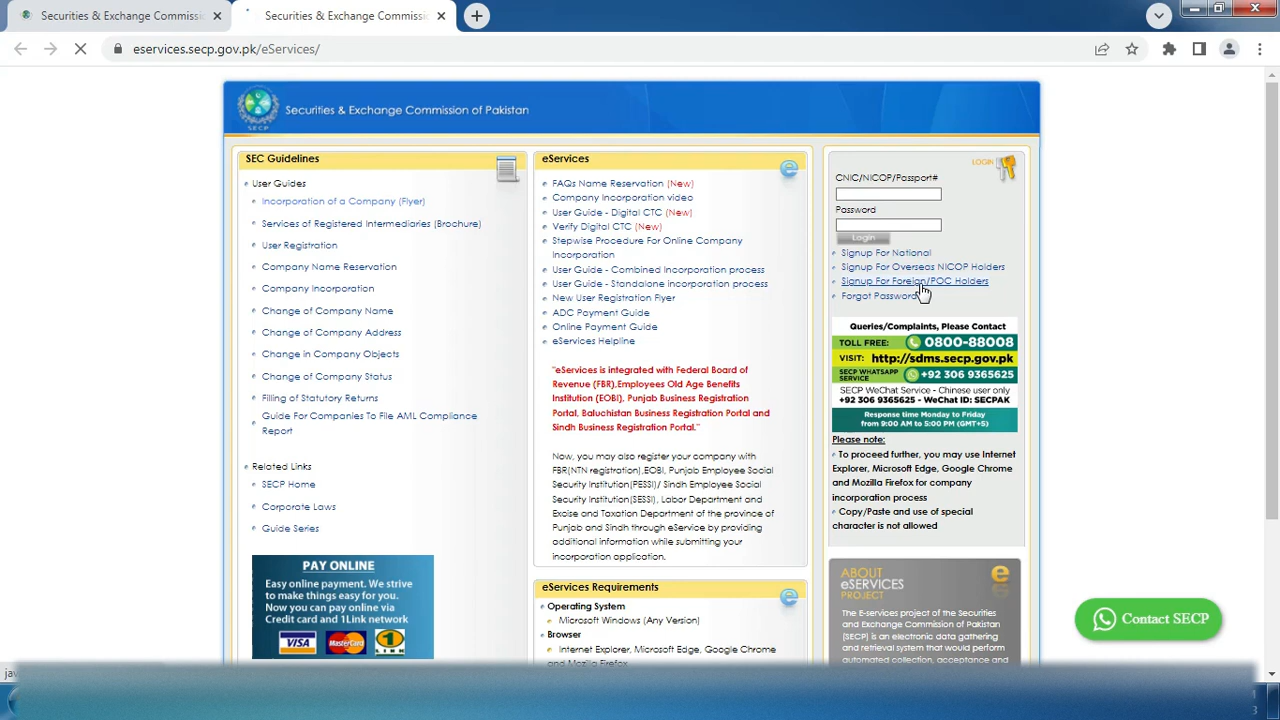 Securities & Exchange Commissi
Securities & Exchange Commissi
eservices.secp.gov.pk/eServices/
SECP
Securities & Exchange Commission of Pakistan
SEC Guidelines
User Guides
Incorporation of a Company (Flyer)
Services of Registered Intermediaries (Brochure)
User Registration
Company Name Reservation
Company Incorporation
Change of Company Name
Change of Company Address
Change in Company Objects
Change of Company Status
Filling of Statutory Returns
Guide For Companies To File AML Compliance
Report
Related Links
SECP Home
Corporate Laws
Guide Series
PAY ONLINE
Easy online payment. We strive
to make things easy for you.
Now you can pay online via
Credit card and 1Link network
VISA MasterCard 1 LINK
eServices
FAQs Name Reservation (New)
Company Incorporation video
User Guide - Digital CTC (New)
Verify Digital CTC (New)
Stepwise Procedure For Online Company
Incorporation
User Guide - Combined Incorporation process
User Guide - Standalone Incorporation process
New User Registration Flyer
ADC Payment Guide
Online Payment Guide
eServices Helpline
"eServices is integrated with Federal Board of
Revenue (FBR),Employees Old Age Benefits
Institution (EOBI), Punjab Business Registration
Portal, Baluchistan Business Registration Portal and
Sindh Business Registration Portal."
Now, you may also register your company with
FBR(NTN registration),EOBI, Punjab Employee Social
Security Institution(PESSI)/ Sindh Employee Social
Security Institution(SESSI), Labor Department and
Excise and Taxation Department of the province of
Punjab and Sindh through eService by providing
additional information while submitting your
incorporation application.
eServices Requirements
Operating System
Microsoft Windows (Any Version)
Browser
Internet Explorer, Microsoft Edge, Google Chrome
and Mozilla Firefox
LOGIN
CNIC/NICOP/Passport#
Password
Login
Signup For National
Signup For Overseas NICOP Holders
Signup For Foreign/POC Holders
Forgot Password
Queries/Complaints, Please Contact
TOLL FREE: 0800-88008
VISIT: http://sdms.secp.gov.pk
SECP WHATSAPP
SERVICE +92 306 9365625
SECP WeChat Service - Chinese user only
+92 306 9365625 - WeChat ID: SECPAK
Response time Monday to Friday
from 9:00 AM to 5:00 PM (GMT+5)
Please note:
To proceed further, you may use Internet
Explorer, Microsoft Edge, Google Chrome
and Mozilla Firefox for company
incorporation process
Copy/Paste and use of special
character is not allowed
ABOUT
eSERVICES
PROJECT
The E-services project of the Securities
and Exchange Commission of Pakistan
(SECP) is an electronic data gathering
and retrieval system that would perform
automated collection, acceptance and
Contact SECP
jav